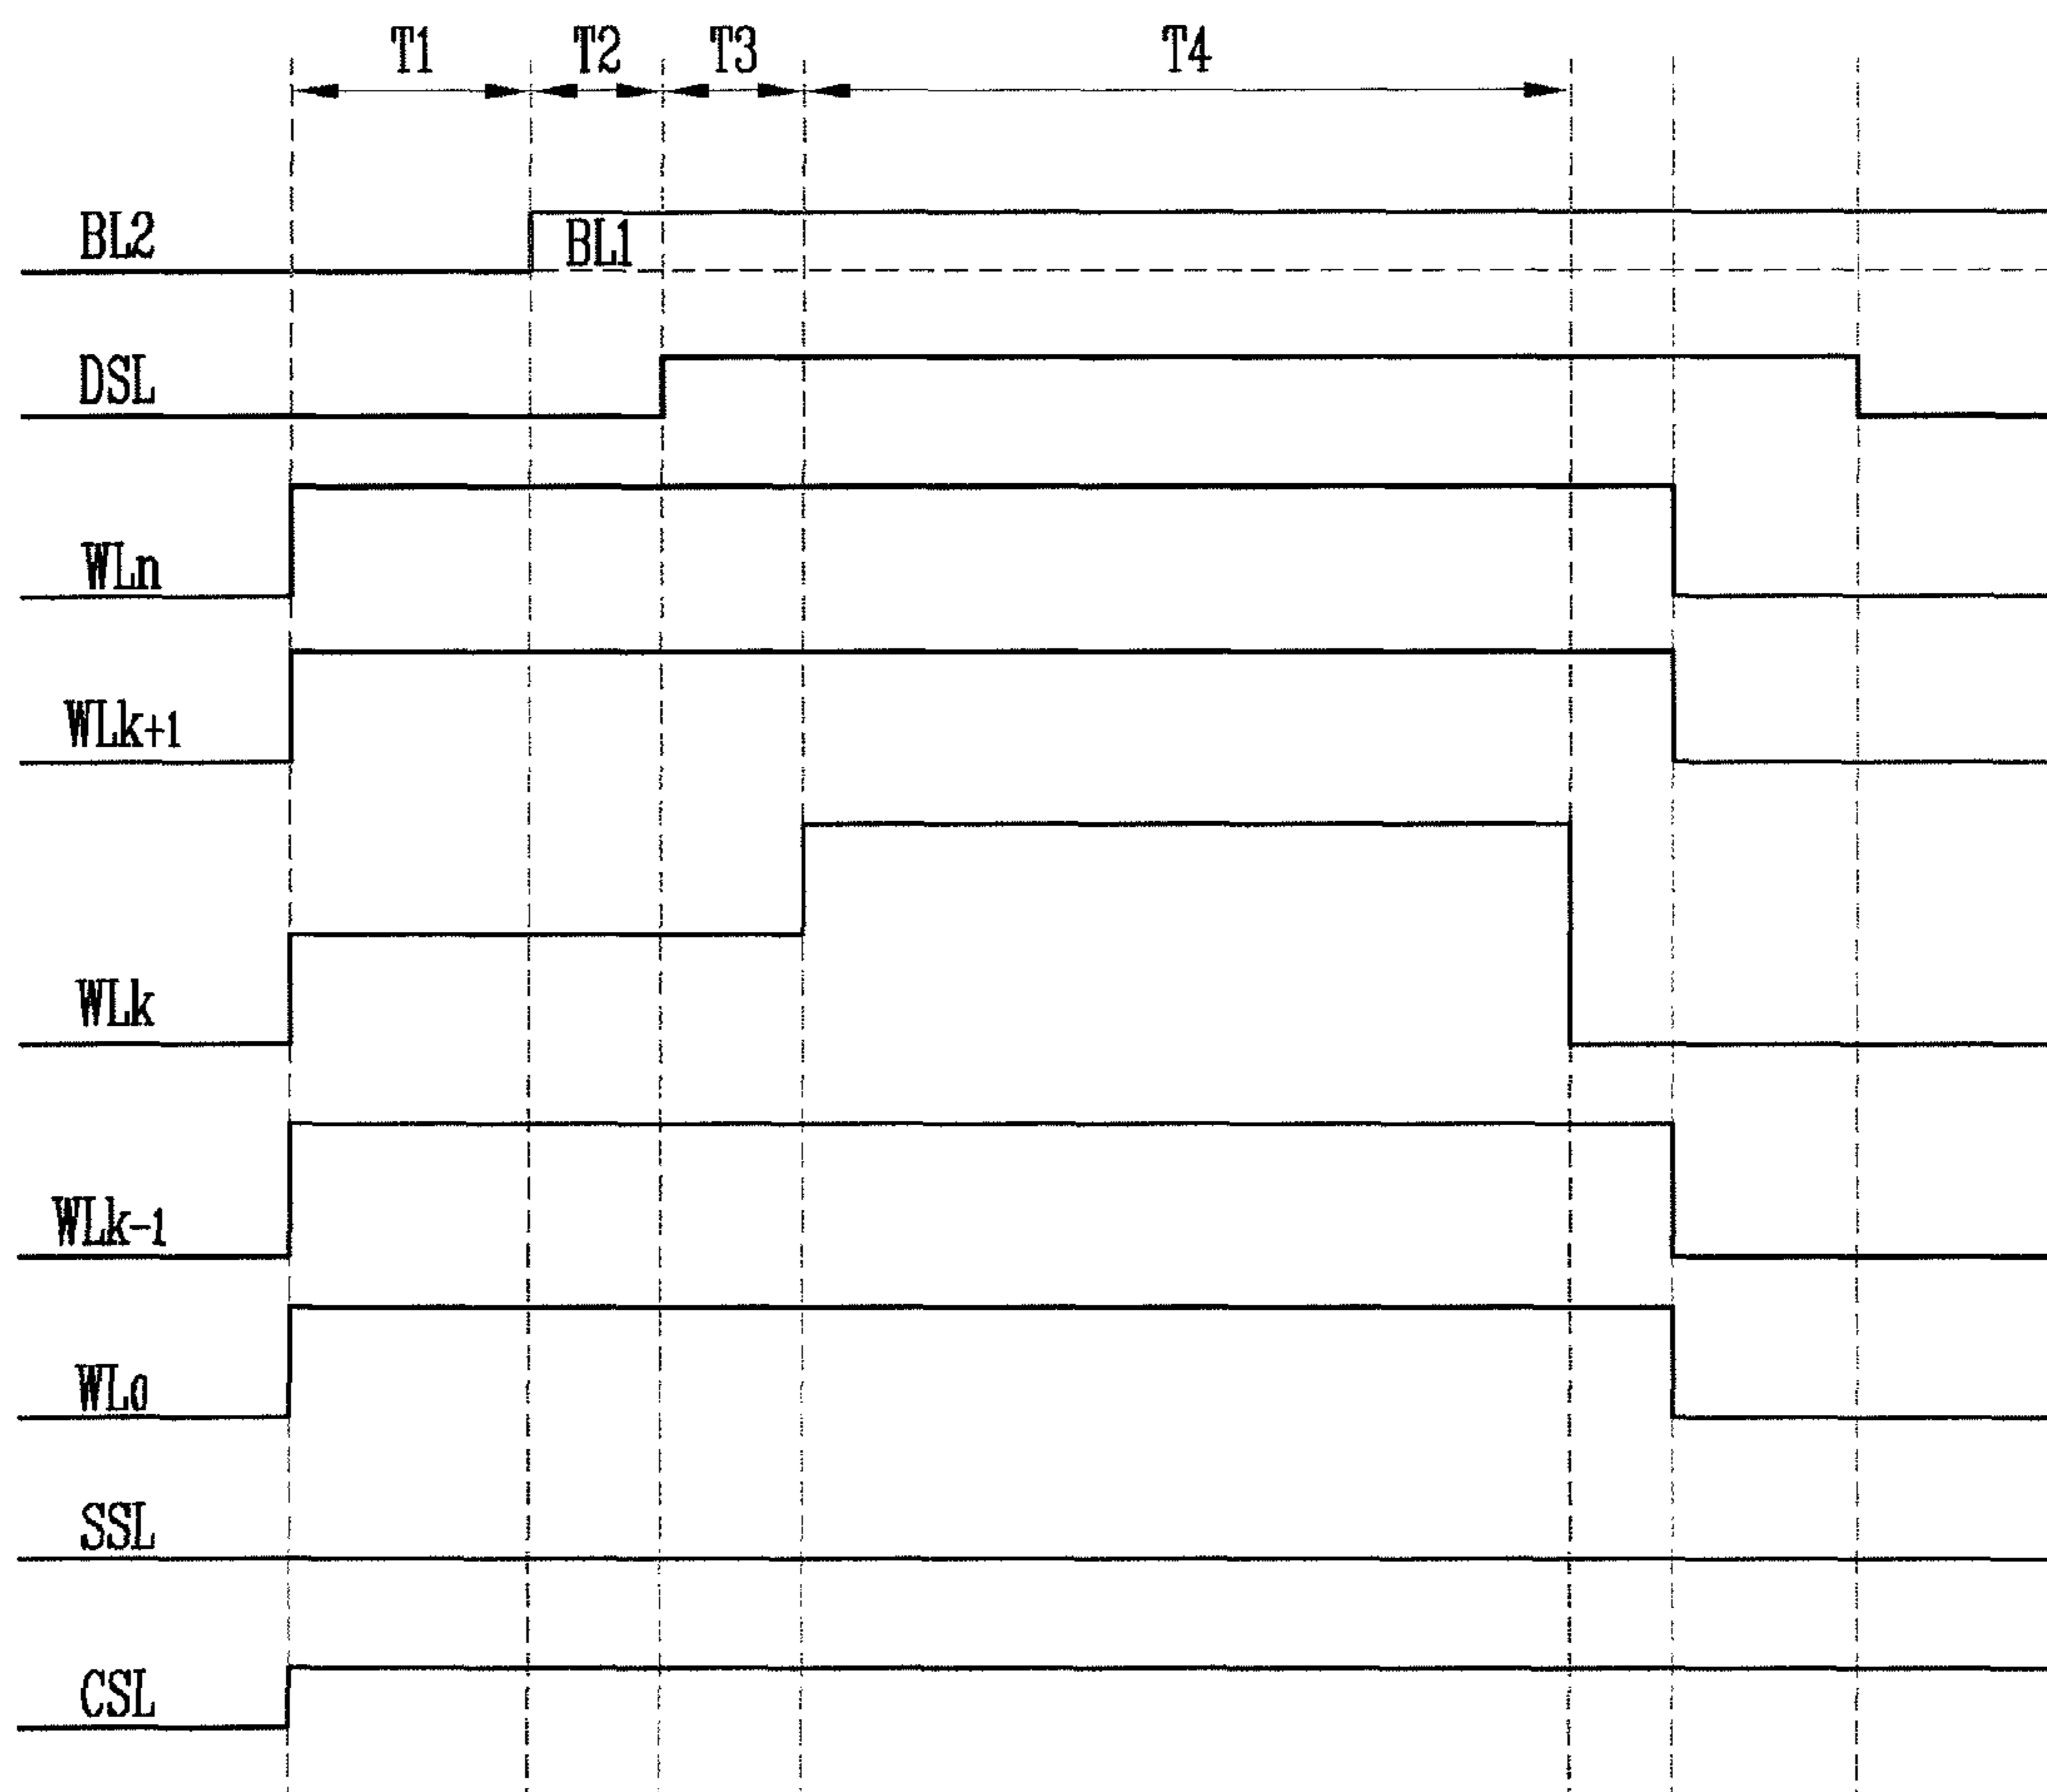 T1 T2 T3 T4
BL2 BL1
DSL
WLn
WLk+1
WLk
WLk-1
WLo
SSL
CSL